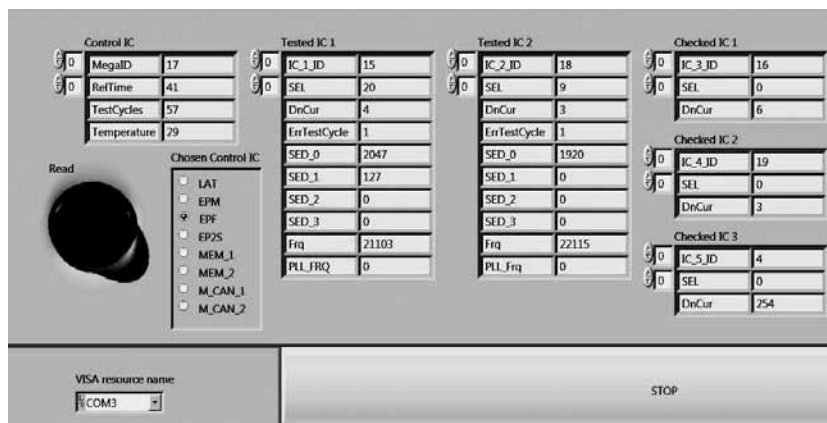 Control IC
0 MegaID 17
0 RelTime 41
TestCycles 57
Temperature 29
Read
Chosen Control IC
LAT
EPM
EPF
EP2S
MEM_1
MEM_2
M_CAN_1
M_CAN_2
Tested IC 1
0 IC_1_ID 15
0 SEL 20
DnCur 4
ErrTestCycle 1
SED_0 2047
SED_1 127
SED_2 0
SED_3 0
Frq 21103
PLL_FRQ 0
Tested IC 2
0 IC_2_ID 18
0 SEL 9
DnCur 3
ErrTestCycle 1
SED_0 1920
SED_1 0
SED_2 0
SED_3 0
Frq 22115
PLL_Frq 0
Checked IC 1
0 IC_3_ID 16
0 SEL 0
DnCur 6
Checked IC 2
0 IC_4_ID 19
0 SEL 0
DnCur 3
Checked IC 3
0 IC_5_ID 4
0 SEL 0
DnCur 254
VISA resource name
COM3
STOP